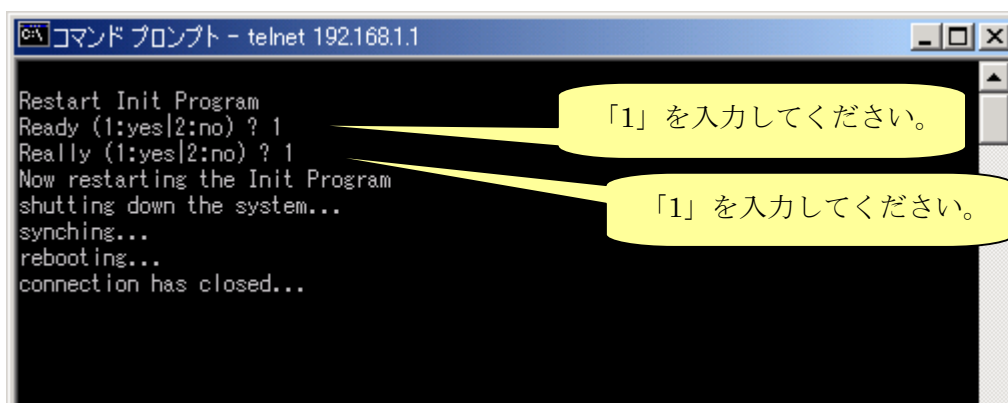 コマンド プロンプト - telnet 192.168.1.1
Restart Init Program
Ready (1:yes|2:no) ? 1
「1」を入力してください。
Really (1:yes|2:no) ? 1
「1」を入力してください。
Now restarting the Init Program
shutting down the system...
synching...
rebooting...
connection has closed...